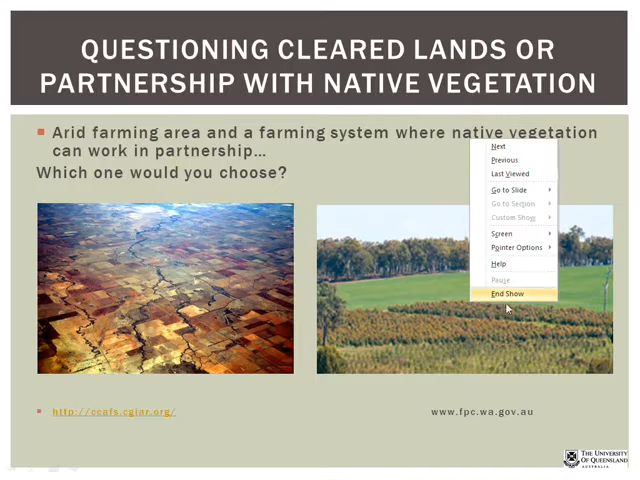 QUESTIONING CLEARED LANDS OR
PARTNERSHIP WITH NATIVE VEGETATION
Arid farming area and a farming system where native vegetation
can work in partnership…
Which one would you choose?
Next
Previous
Last Viewed
Go to Slide
Go to Section
Custom Show
Screen
Pointer Options
Help
Pause
End Show
http://ccafs.cgiar.org/
www.fpc.wa.gov.au
THE UNIVERSITY
OF QUEENSLAND
AUSTRALIA